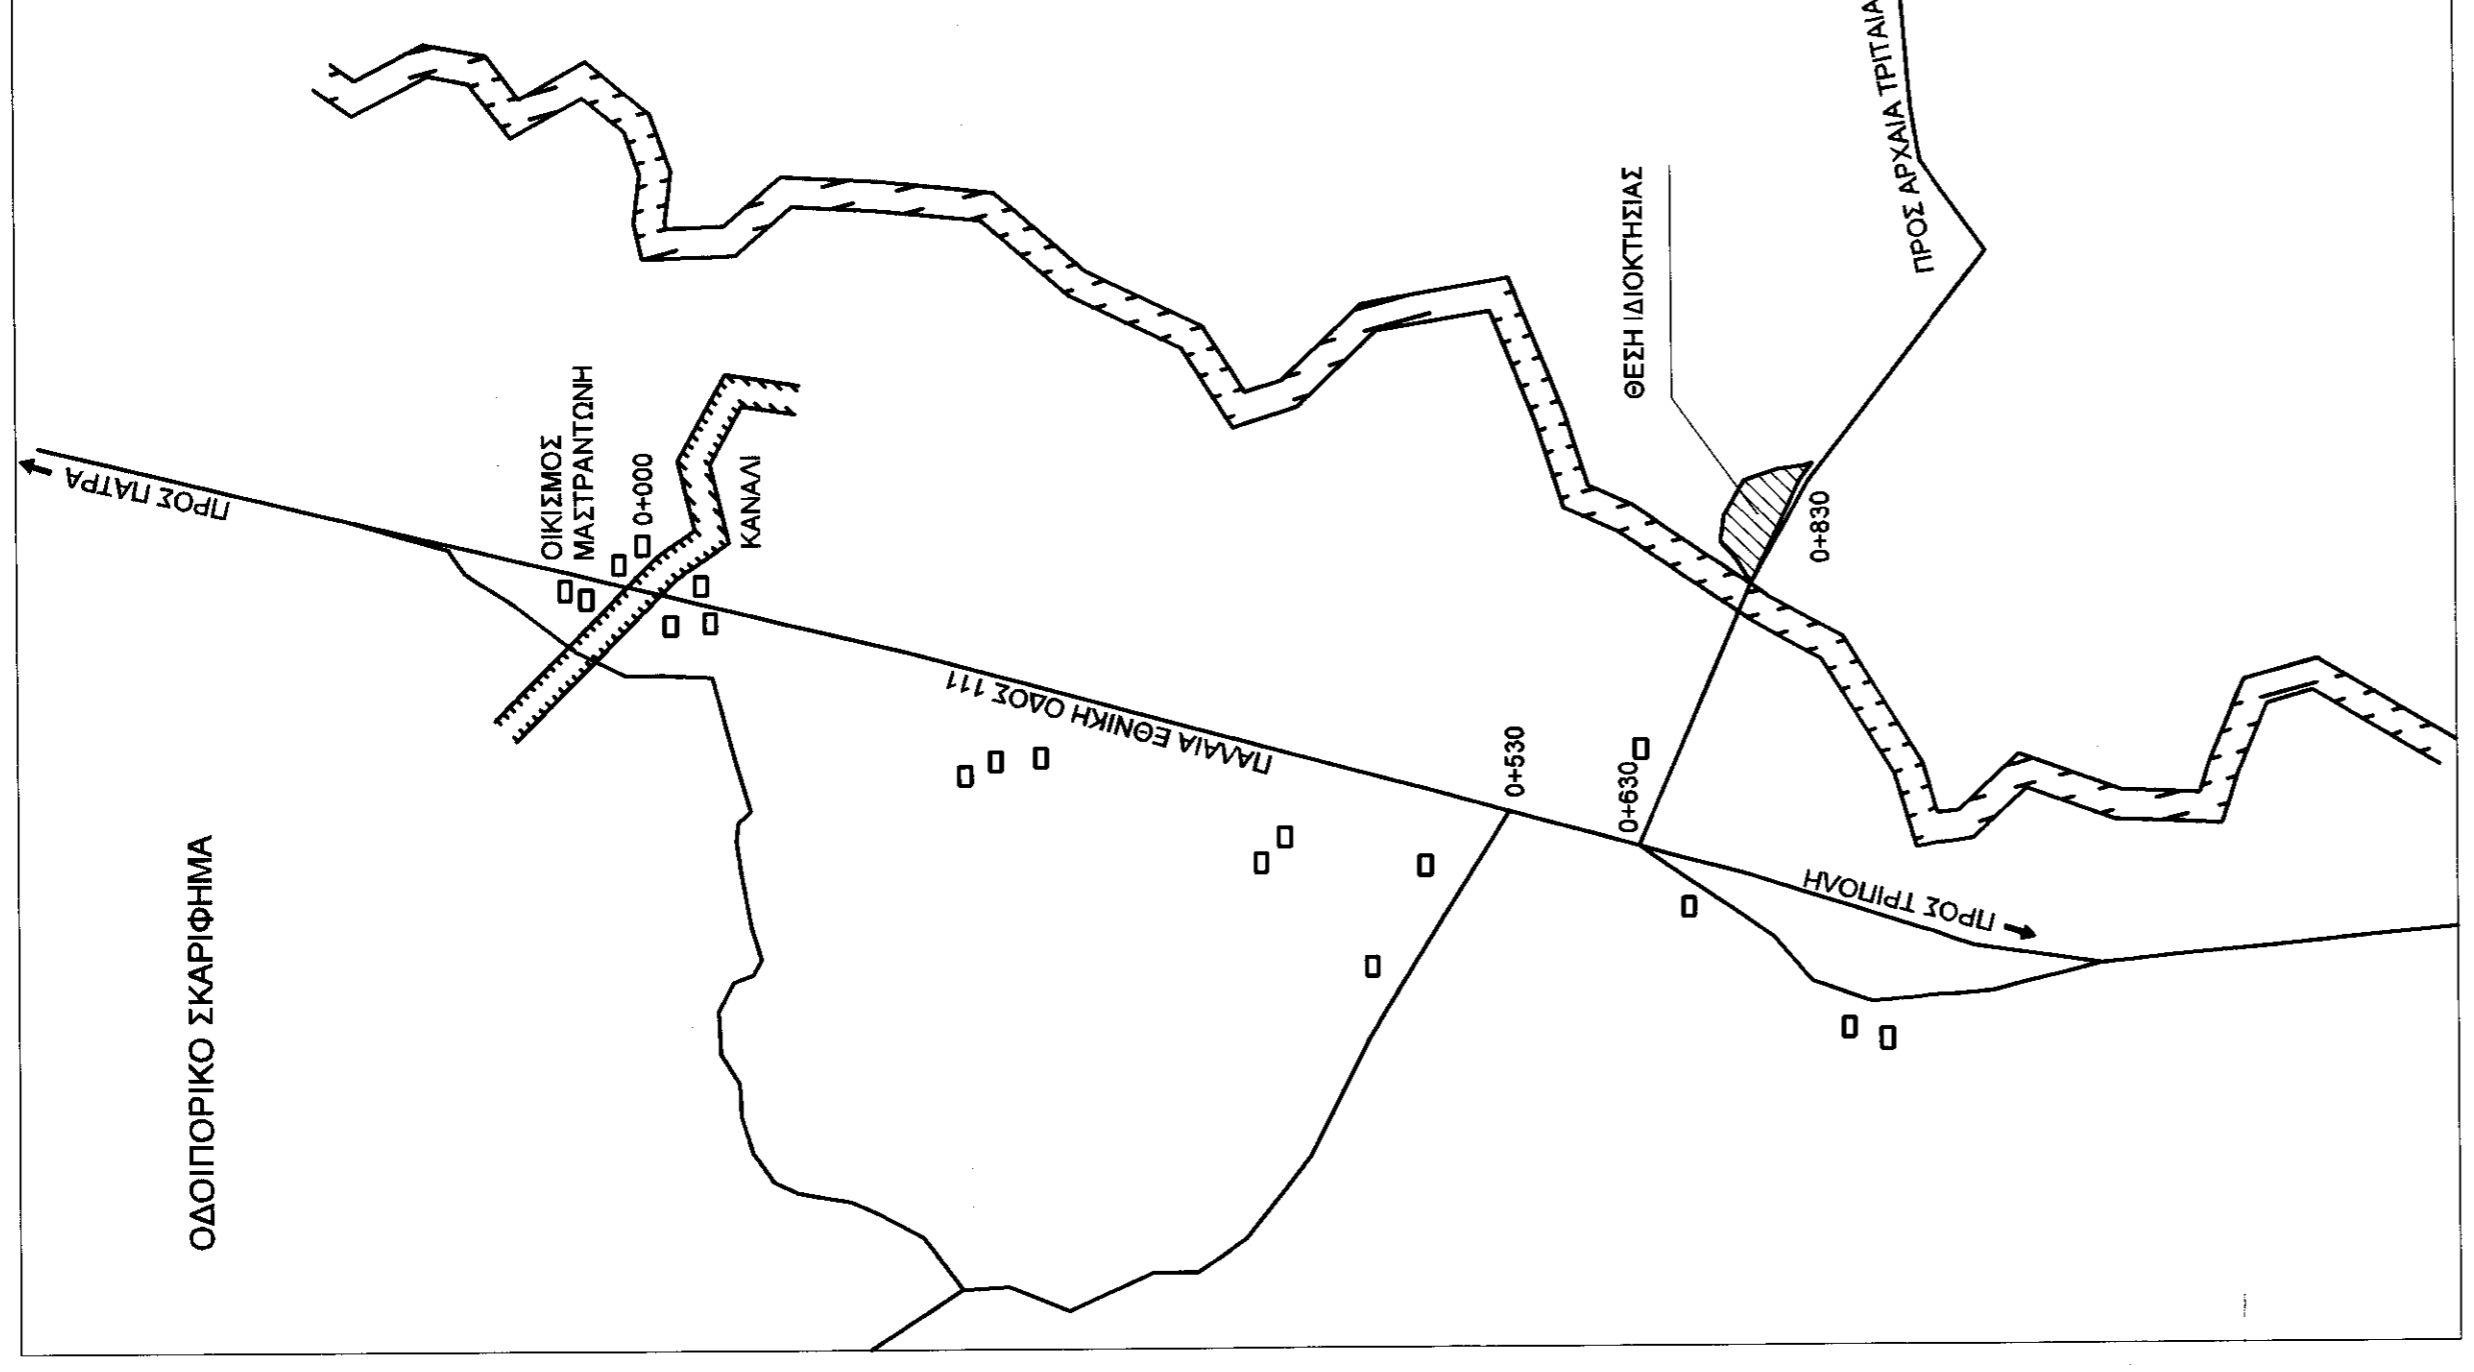 ΟΔΟΙΠΟΡΙΚΟ ΣΚΑΡΙΦΗΜΑ
ΠΡΟΣ ΠΑΤΡΑ
ΟΙΚΙΣΜΟΣ
ΜΑΣΤΡΑΝΤΩΝΗ
0+000
ΚΑΝΑΛΙ
ΠΑΛΑΙΑ ΕΘΝΙΚΗ ΟΔΟΣ 111
0+530
0+630
ΘΕΣΗ ΙΔΙΟΚΤΗΣΙΑΣ
0+830
ΠΡΟΣ ΑΡΧΑΙΑ ΤΡΙΤΑΙΑ
ΠΡΟΣ ΤΡΙΠΟΛΗ